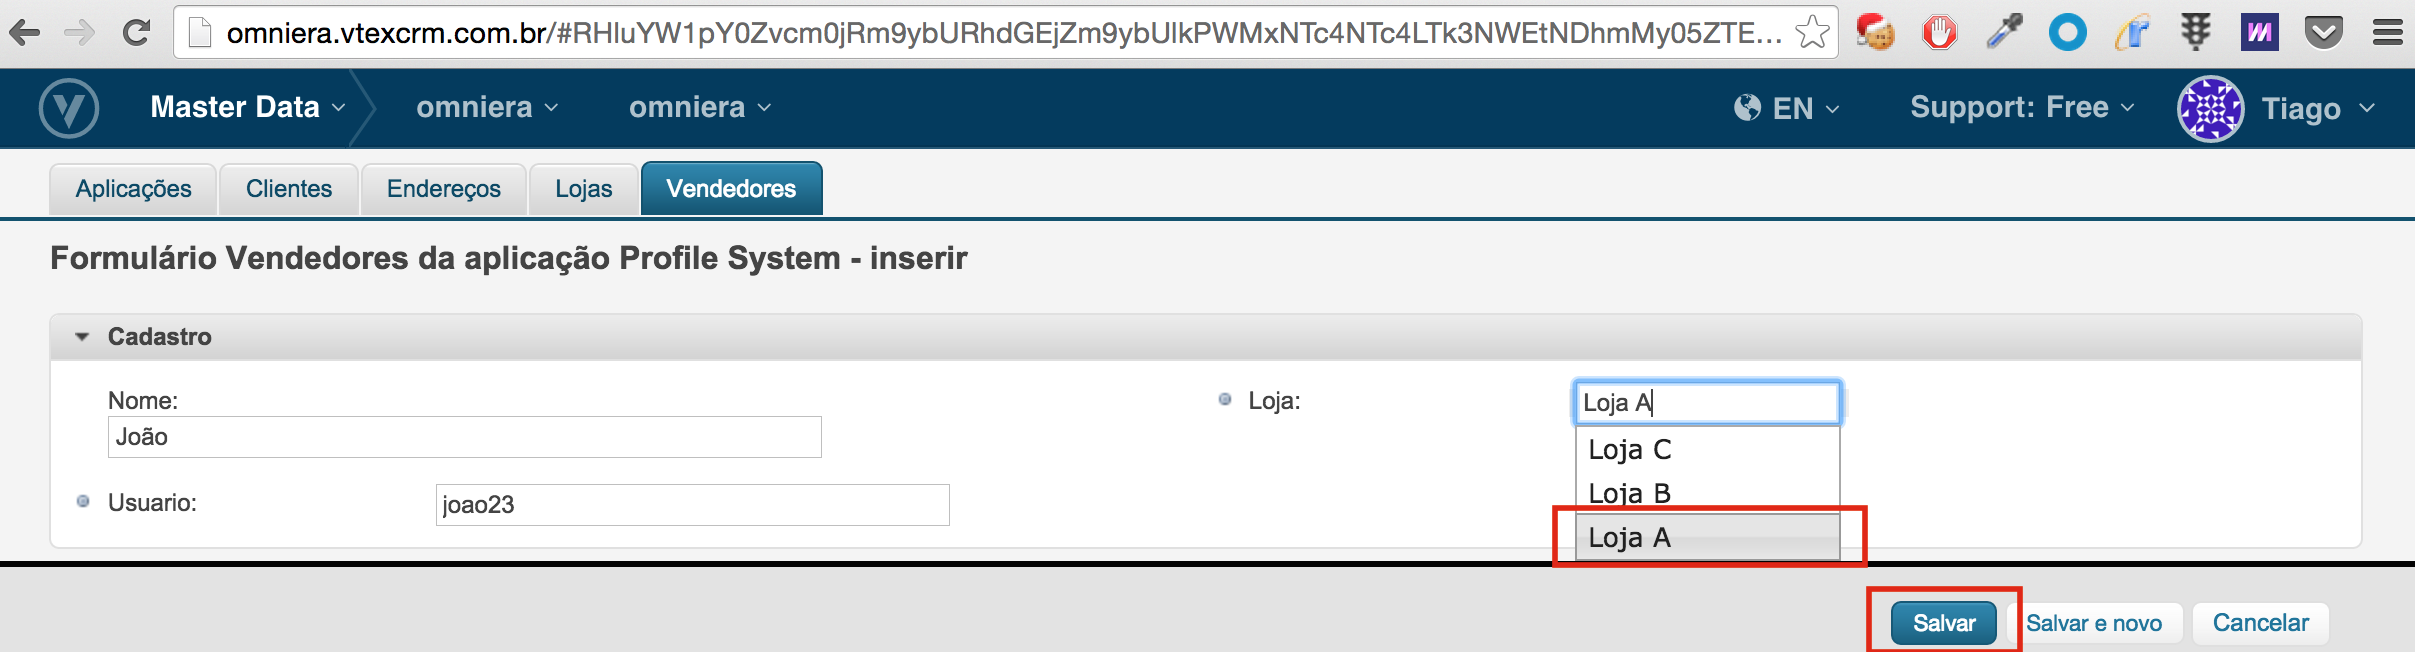 omniera.vtexcrm.com.br/#RHluYW1pY0Zvcm0jRm9ybURhdGEjZm9ybUlkPWMxNTc4NTc4LTk3NWEtNDhmMy05ZTE...
Master Data omniera omniera EN Support: Free Tiago
Aplicações Clientes Endereços Lojas Vendedores
Formulário Vendedores da aplicação Profile System - inserir
Cadastro
Nome:
João
Usuario: joao23
Loja: Loja A
Loja C
Loja B
Loja A
Salvar Salvar e novo Cancelar